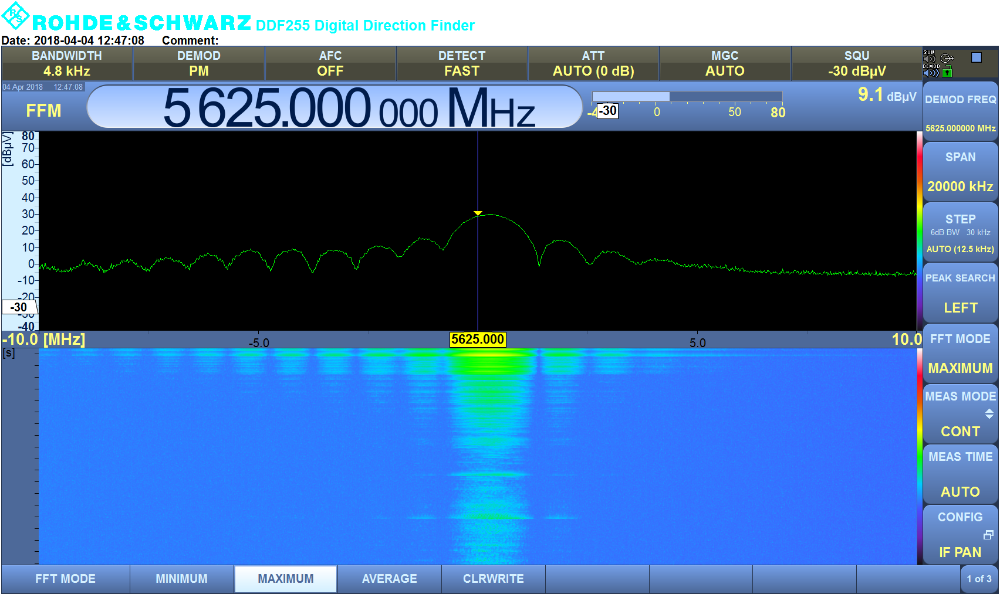 ROHDE&SCHWARZ DDF255 Digital Direction Finder
Date: 2018-04-04 12:47:08 Comment:
BANDWIDTH DEMOD AFC DETECT ATT MGC SQU
4.8 kHz PM OFF FAST AUTO (0 dB) AUTO -30 dBµV
SUM
DEMOD
04 Apr 2018 12:47:08
FFM
5 625.000 000 MHz
-30 0 50 80
9.1 dBµV
DEMOD FREQ
5625.000000 MHz
[dBµV]
80
70
60
50
40
30
20
10
0
-10
-20
-30
-30
-40
SPAN
20000 kHz
STEP
6dB BW 30 kHz
AUTO (12.5 kHz)
PEAK SEARCH
LEFT
-10.0 [MHz] -5.0 5625.000 5.0 10.0
[s]
FFT MODE
MAXIMUM
MEAS MODE
CONT
MEAS TIME
AUTO
CONFIG
IF PAN
FFT MODE MINIMUM MAXIMUM AVERAGE CLRWRITE 1 of 3